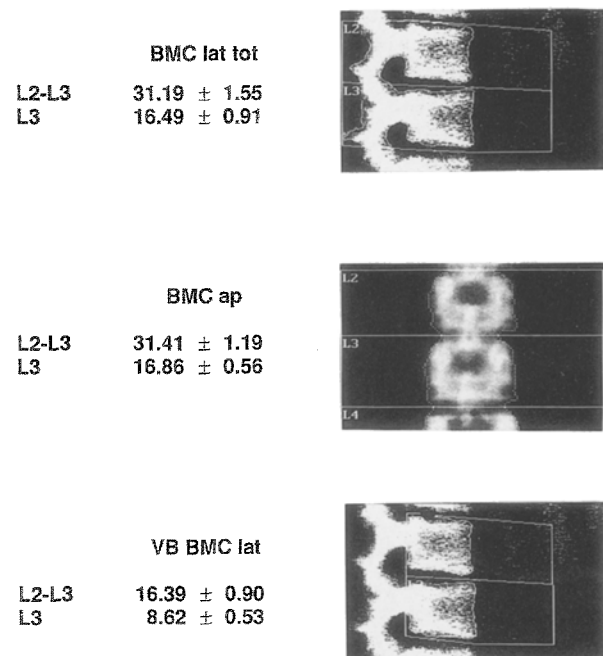 BMC lat tot
L2-L3 31.19 ± 1.55
L3 16.49 ± 0.91
L2
L3
BMC ap
L2-L3 31.41 ± 1.19
L3 16.86 ± 0.56
L2
L3
L4
VB BMC lat
L2-L3 16.39 ± 0.90
L3 8.62 ± 0.53